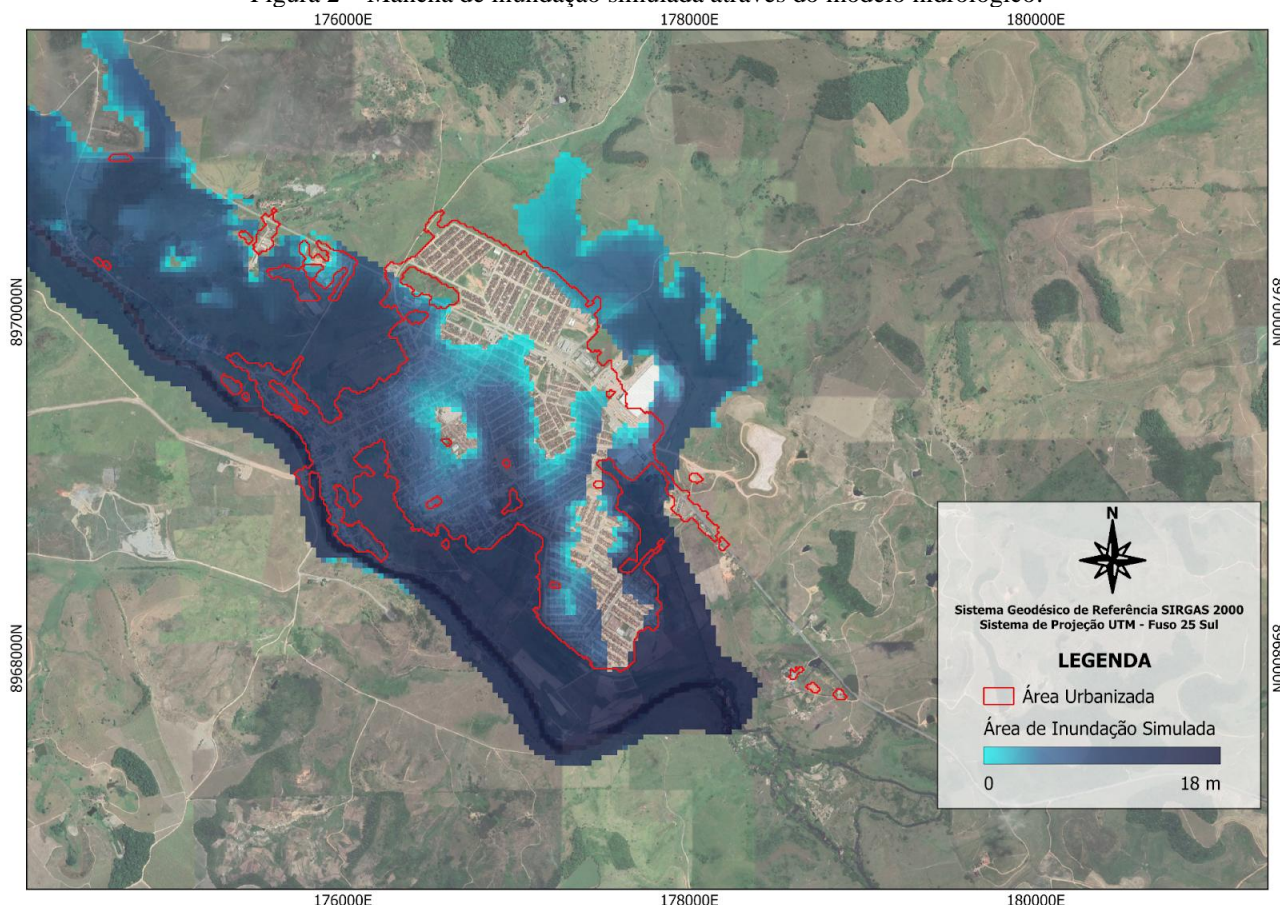 Figura 2 – Mancha de inundação simulada através do modelo hidrológico.
176000E 178000E 180000E
8970000N
8970000N
8968000N
8968000N
N
Sistema Geodésico de Referência SIRGAS 2000
Sistema de Projeção UTM - Fuso 25 Sul
LEGENDA
Área Urbanizada
Área de Inundação Simulada
0 18 m
176000E 178000E 180000E